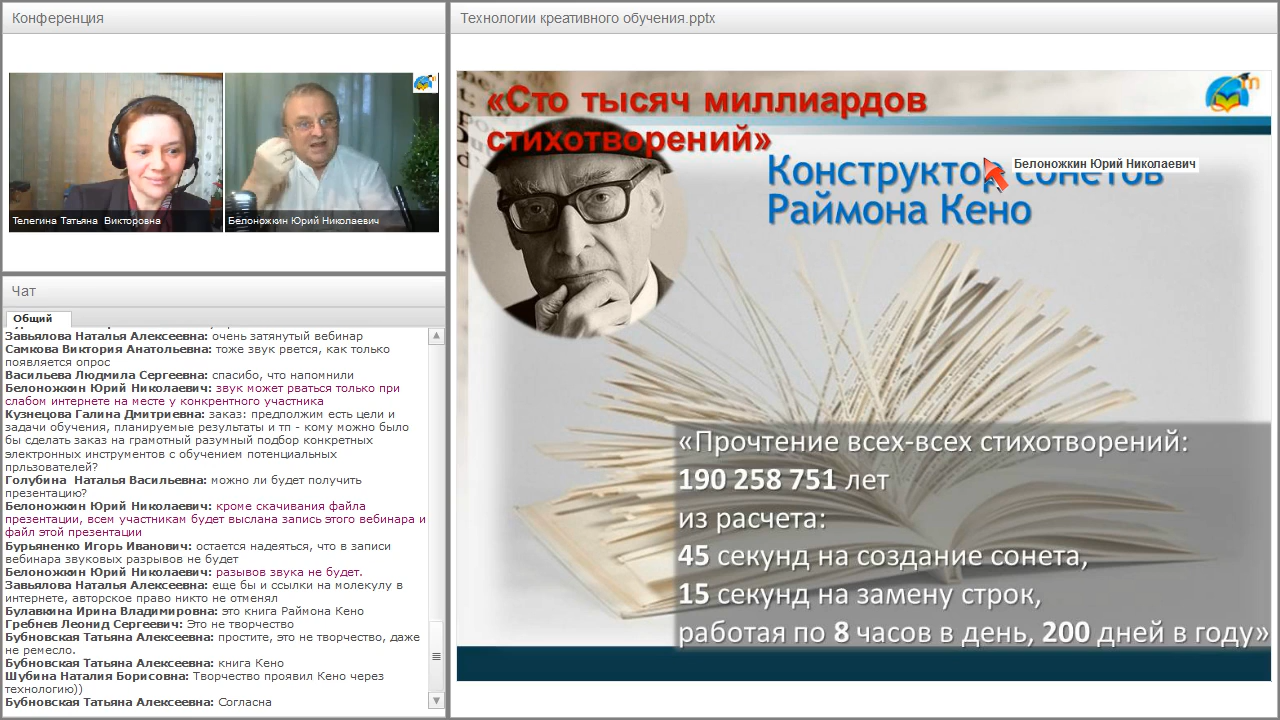 Конференция
Телегина Татьяна Викторовна
Белоножкин Юрий Николаевич
Чат
Общий
Завьялова Наталья Алексеевна: очень затянутый вебинар
Самкова Виктория Анатольевна: тоже звук рвется, как только
появляется опрос
Васильева Людмила Сергеевна: спасибо, что напомнили
Белоножкин Юрий Николаевич: звук может рваться только при
слабом интернете на месте у конкретного участника
Кузнецова Галина Дмитриевна: заказ: предполжим есть цели и
задачи обучения, планируемые результаты и тп - кому можно было
бы сделать заказ на грамотный разумный подбор конкретных
электронных инструментов с обучением потенциальных
прльзователей?
Голубина Наталья Васильевна: можно ли будет получить
презентацию?
Белоножкин Юрий Николаевич: кроме скачивания файла
презентации, всем участникам будет выслана запись этого вебинара и
файл этой презентации
Бурьяненко Игорь Иванович: остается надеяться, что в записи
вебинара звуковых разрывов не будет
Белоножкин Юрий Николаевич: разывов звука не будет.
Завьялова Наталья Алексеевна: еще бы и ссылки на молекулу в
интернете, авторское право никто не отменял
Булавкина Ирина Владимировна: это книга Раймона Кено
Гребнев Леонид Сергеевич: Это не творчество
Бубновская Татьяна Алексеевна: простите, это не творчество, даже
не ремесло.
Бубновская Татьяна Алексеевна: книга Кено
Шубина Наталия Борисовна: Творчество проявил Кено через
технологию))
Бубновская Татьяна Алексеевна: Согласна
Технологии креативного обучения.pptx
«Сто тысяч миллиардов
стихотворений»
Конструктор сонетов
Раймона Кено
Белоножкин Юрий Николаевич
«Прочтение всех-всех стихотворений:
190 258 751 лет
из расчета:
45 секунд на создание сонета,
15 секунд на замену строк,
работая по 8 часов в день, 200 дней в году»